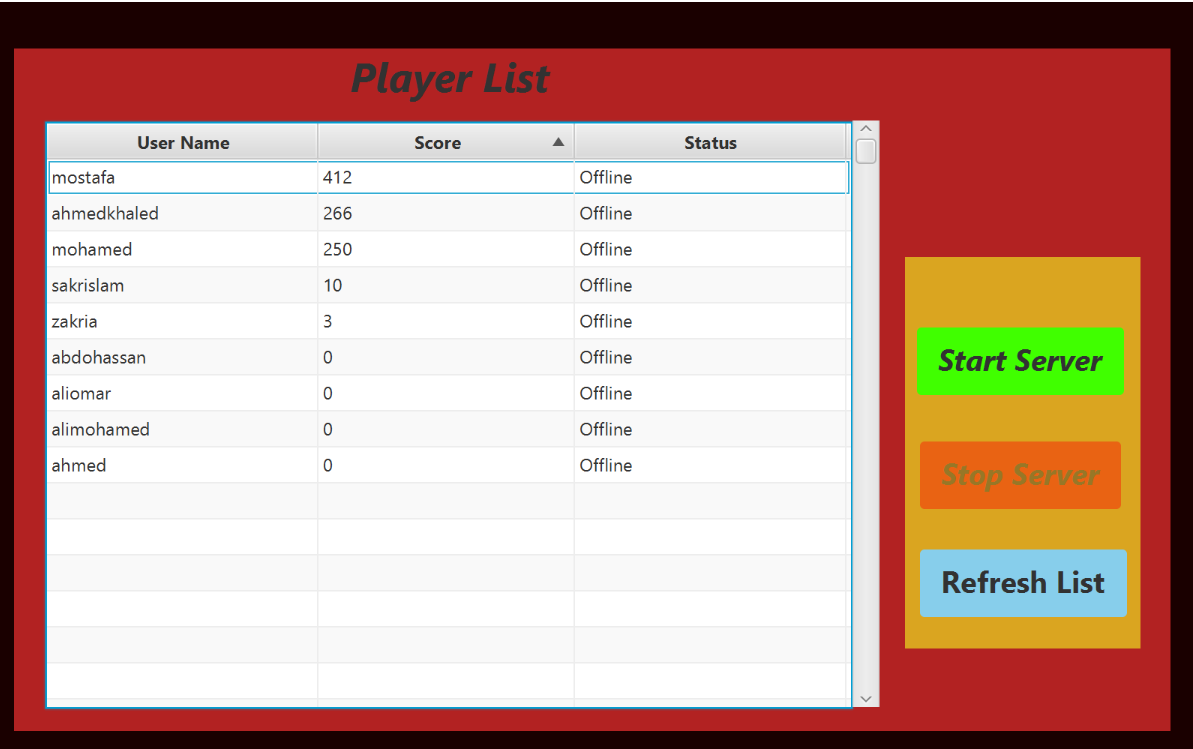 Player List
User Name Score Status
mostafa 412 Offline
ahmedkhaled 266 Offline
mohamed 250 Offline
sakrislam 10 Offline
zakria 3 Offline
abdohassan 0 Offline
aliomar 0 Offline
alimohamed 0 Offline
ahmed 0 Offline
Start Server
Stop Server
Refresh List